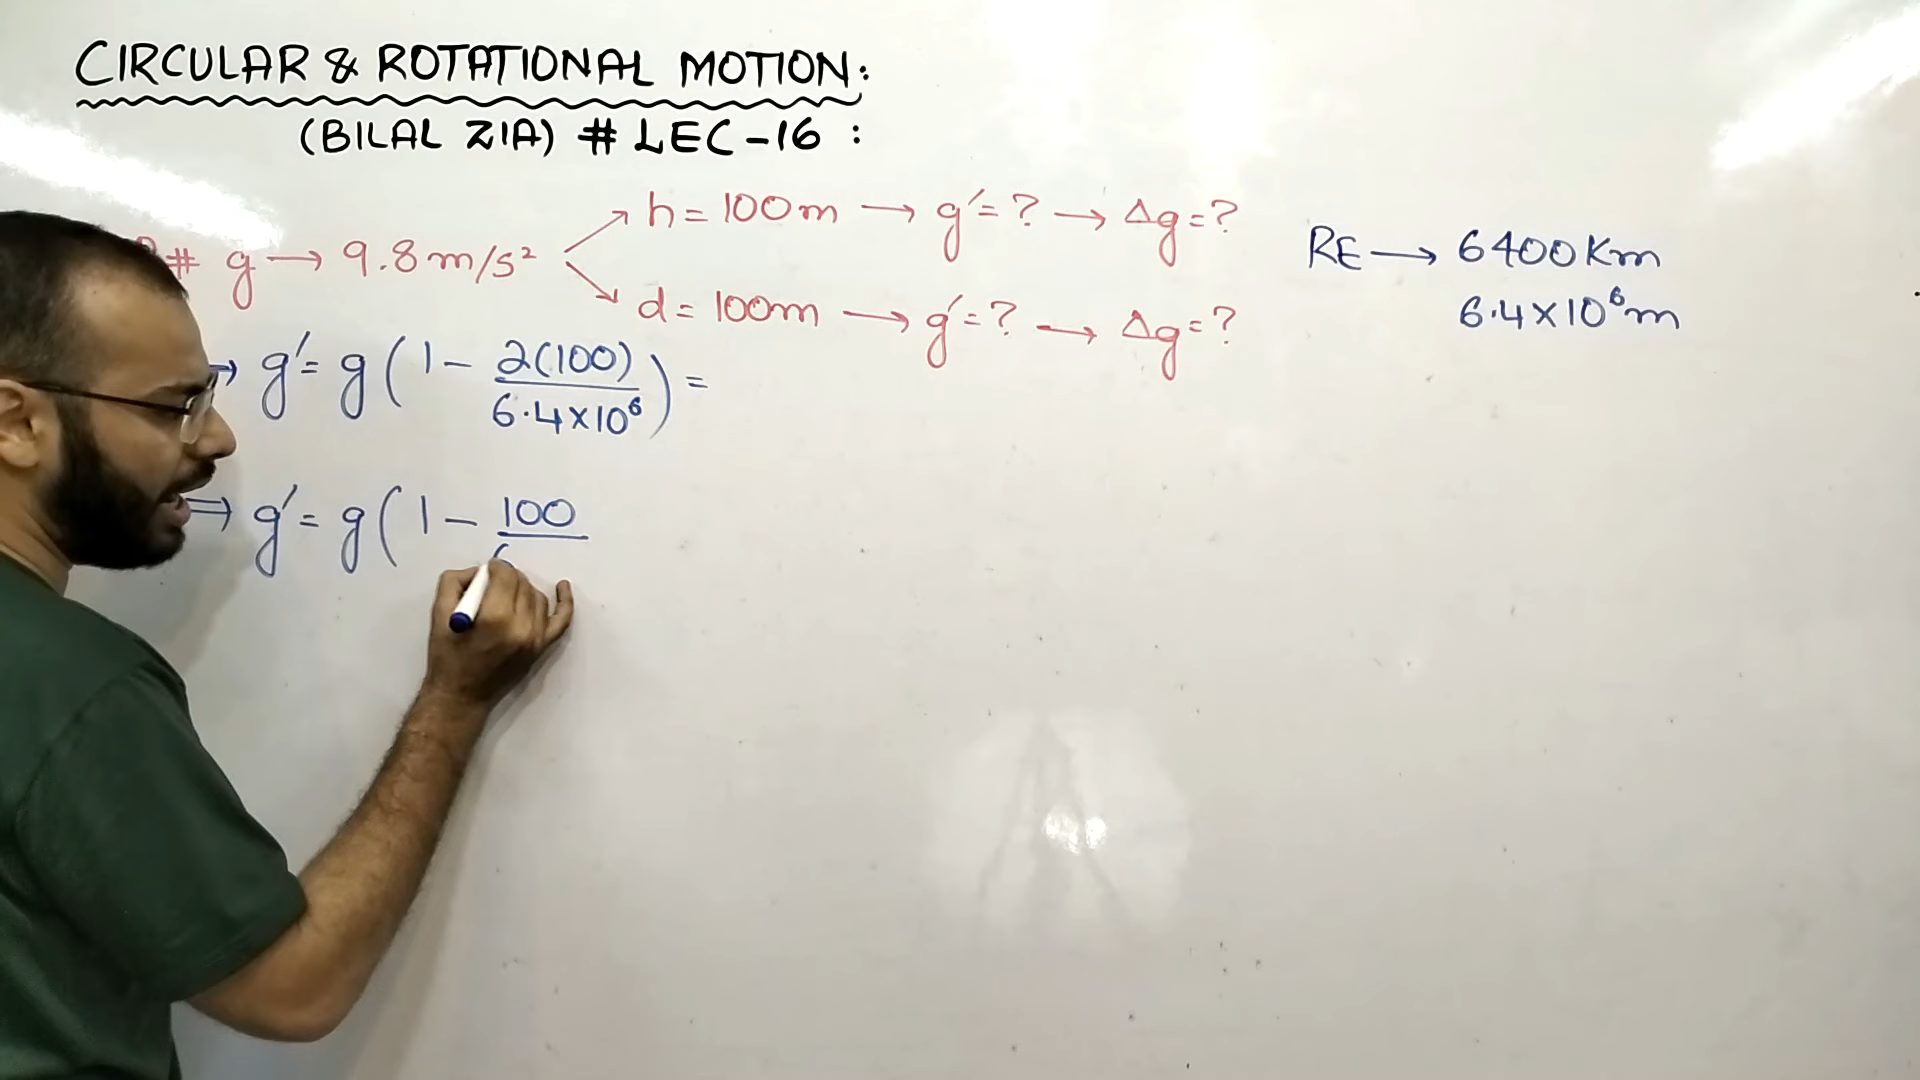 CIRCULAR & ROTATIONAL MOTION:
(BILAL ZIA) # LEC-16 :
# g → 9.8 m/s²
h = 100m → g′ = ? → Δg = ?
d = 100m → g′ = ? → Δg = ?
RE → 6400 Km
6.4×10⁶ m
→ g′ = g ( 1 - 2(100) / 6.4×10⁶ ) =
⇒ g′ = g ( 1 - 100 /